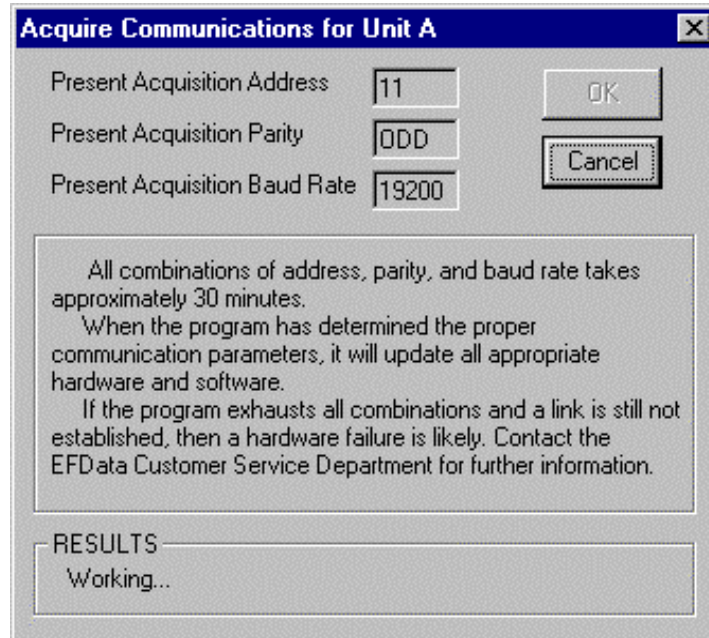 Acquire Communications for Unit A
Present Acquisition Address 11 OK
Present Acquisition Parity ODD
Cancel
Present Acquisition Baud Rate 19200
All combinations of address, parity, and baud rate takes
approximately 30 minutes.
When the program has determined the proper
communication parameters, it will update all appropriate
hardware and software.
If the program exhausts all combinations and a link is still not
established, then a hardware failure is likely. Contact the
EFData Customer Service Department for further information.
RESULTS
Working...